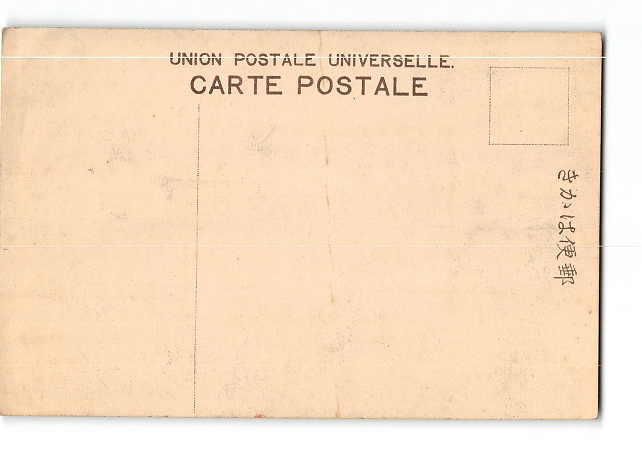 UNION POSTALE UNIVERSELLE.
CARTE POSTALE
きかは便郵